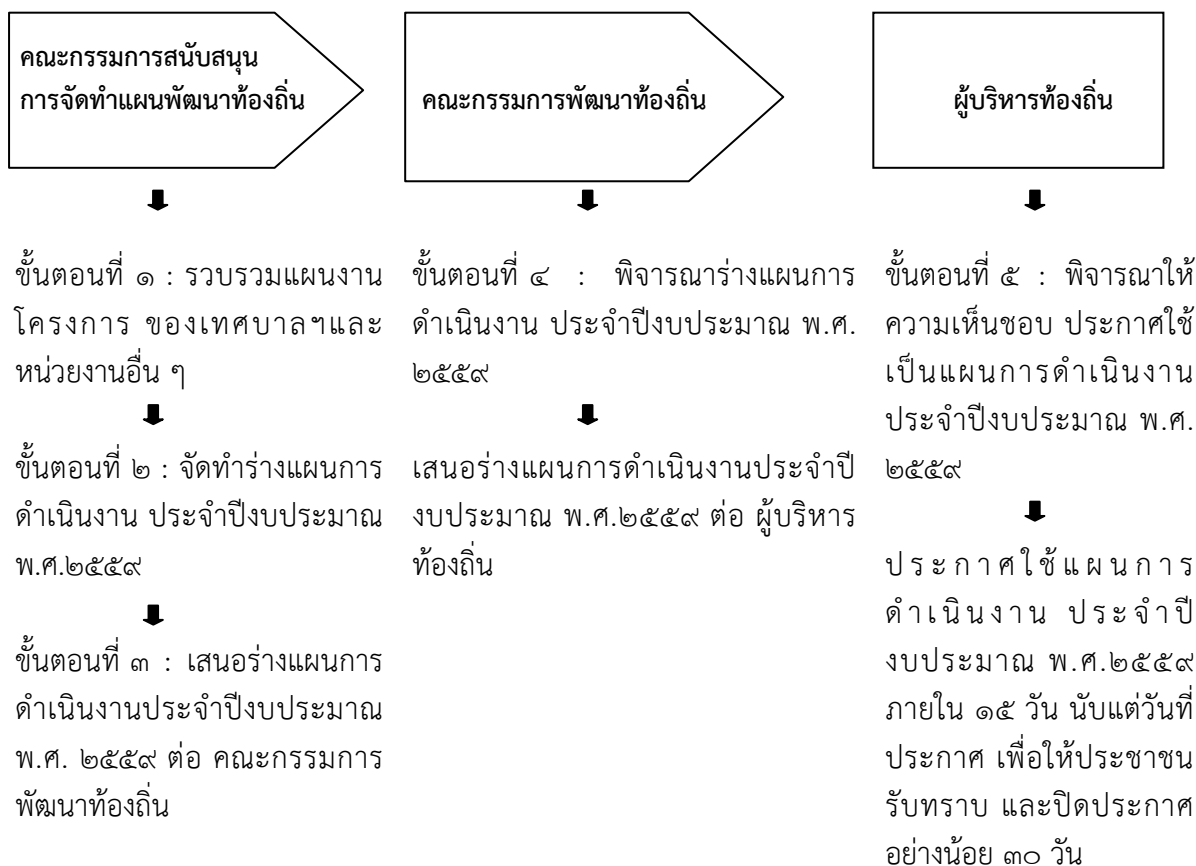 คณะกรรมการสนับสนุน
การจัดทำแผนพัฒนาท้องถิ่น
คณะกรรมการพัฒนาท้องถิ่น
ผู้บริหารท้องถิ่น
ขั้นตอนที่ ๑ : รวบรวมแผนงาน
โครงการ ของเทศบาลฯและ
หน่วยงานอื่น ๆ
ขั้นตอนที่ ๒ : จัดทำร่างแผนการ
ดำเนินงาน ประจำปีงบประมาณ
พ.ศ.๒๕๕๙
ขั้นตอนที่ ๓ : เสนอร่างแผนการ
ดำเนินงานประจำปีงบประมาณ
พ.ศ. ๒๕๕๙ ต่อ คณะกรรมการ
พัฒนาท้องถิ่น
ขั้นตอนที่ ๔ : พิจารณาร่างแผนการ
ดำเนินงาน ประจำปีงบประมาณ พ.ศ.
๒๕๕๙
เสนอร่างแผนการดำเนินงานประจำปี
งบประมาณ พ.ศ.๒๕๕๙ ต่อ ผู้บริหาร
ท้องถิ่น
ขั้นตอนที่ ๕ : พิจารณาให้
ความเห็นชอบ ประกาศใช้
เป็นแผนการดำเนินงาน
ประจำปีงบประมาณ พ.ศ.
๒๕๕๙
ประกาศใช้แผนการ
ดำเนินงาน ประจำปี
งบประมาณ พ.ศ.๒๕๕๙
ภายใน ๑๕ วัน นับแต่วันที่
ประกาศ เพื่อให้ประชาชน
รับทราบ และปิดประกาศ
อย่างน้อย ๓๐ วัน